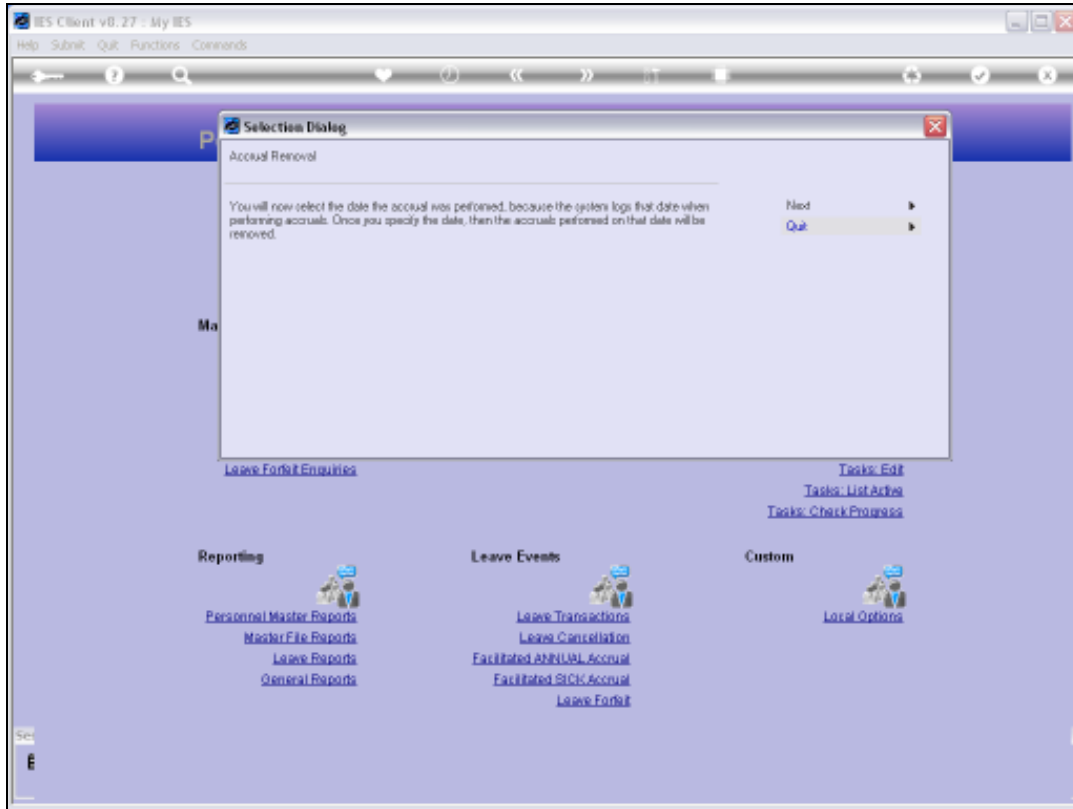 IES Client v8.27 : My IES
Help Submit Quit Functions Commands
Selection Dialog
Accrual Removal
You will now select the date the accrual was performed, because the system logs that date when
performing accruals. Once you specify the date, then the accruals performed on that date will be
removed.
Next
Quit
P
Ma
Leave Forfeit Enquiries
Tasks: Edit
Tasks: List Active
Tasks: Check Progress
Reporting
Leave Events
Custom
Personnel Master Reports
Leave Transactions
Local Options
Master File Reports
Leave Cancellation
Leave Reports
Facilitated ANNUAL Accrual
General Reports
Facilitated SICK Accrual
Leave Forfeit
Se